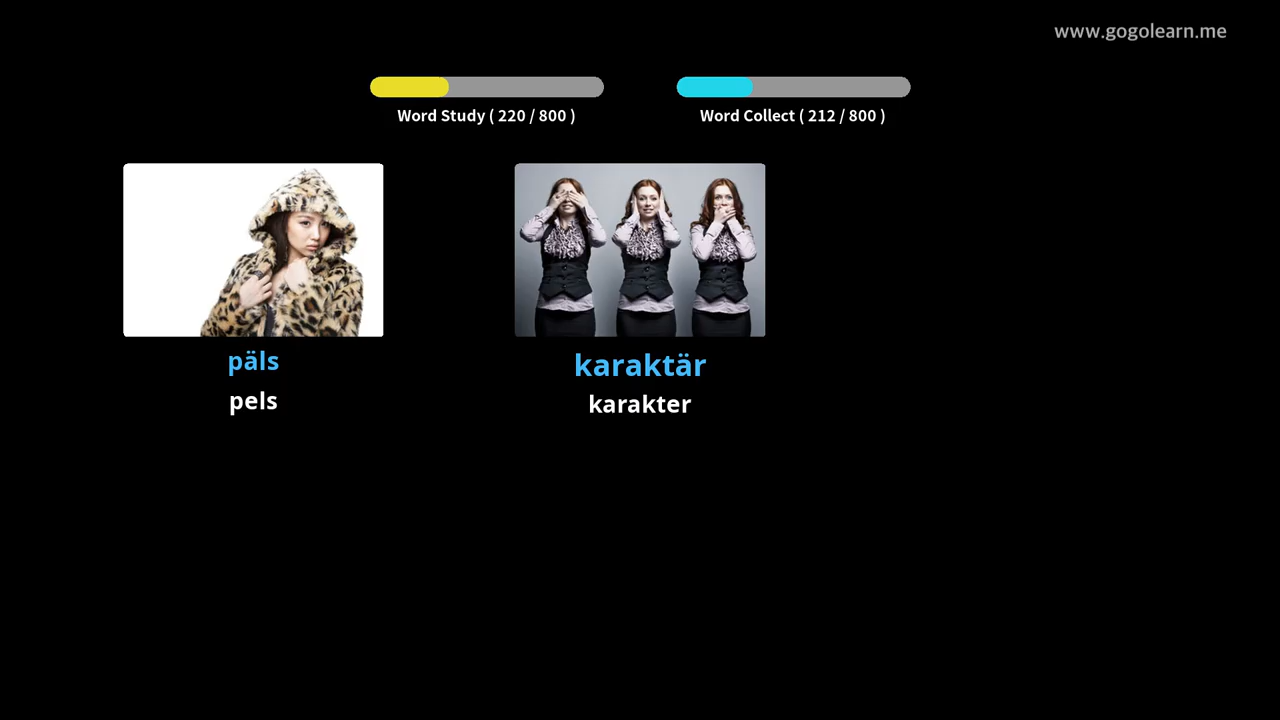 www.gogolearn.me
Word Study ( 220 / 800 )
Word Collect ( 212 / 800 )
päls
pels
karaktär
karakter